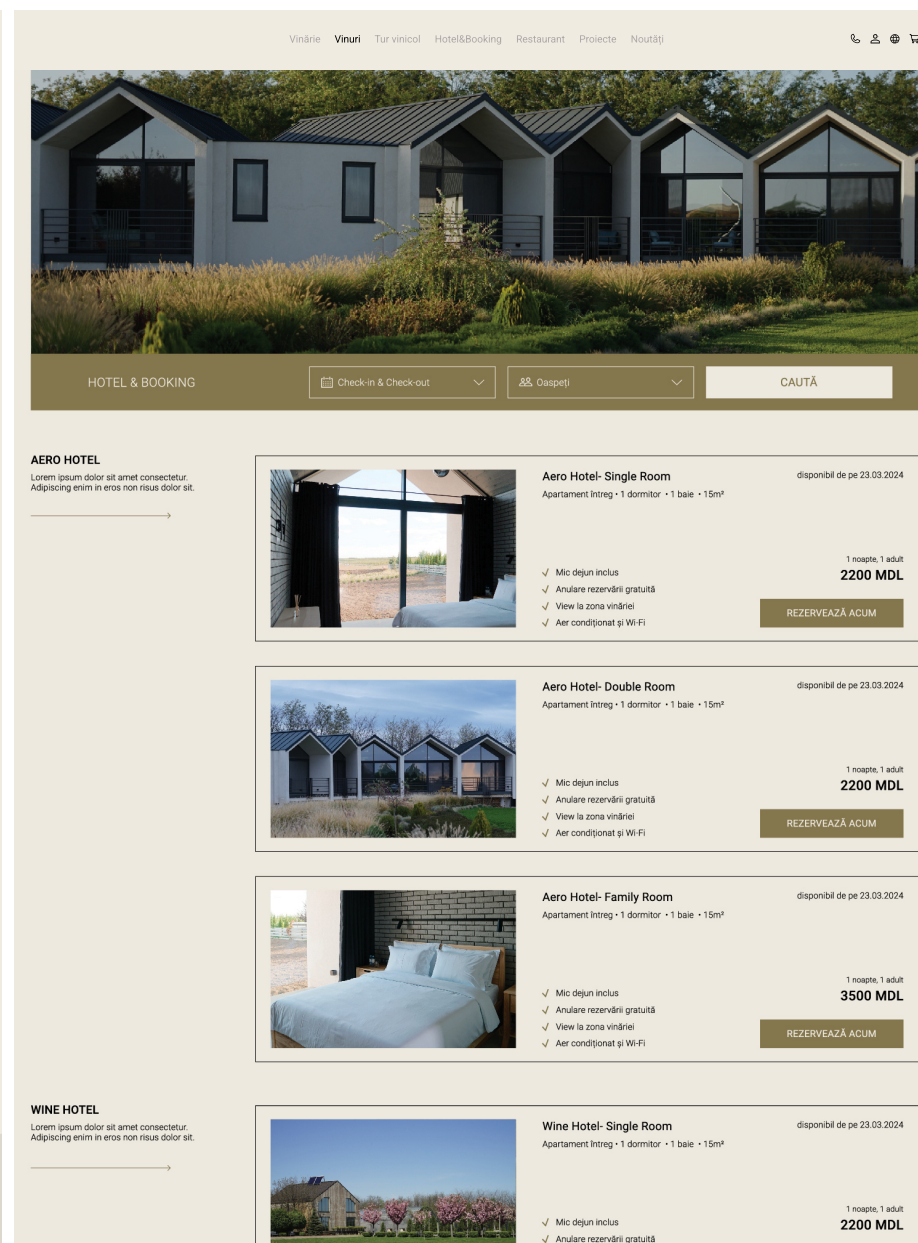 Vinărie Vinuri Tur vinicol Hotel&Booking Restaurant Proiecte Noutăți
HOTEL & BOOKING
Check-in & Check-out
Oaspeți
CAUTĂ
AERO HOTEL
Lorem ipsum dolor sit amet consectetur.
Adipiscing enim in eros non risus dolor sit.
Aero Hotel- Single Room
disponibil de pe 23.03.2024
Apartament întreg • 1 dormitor • 1 baie • 15m²
Mic dejun inclus
Anulare rezervării gratuită
View la zona vinăriei
Aer condiționat și Wi-Fi
1 noapte, 1 adult
2200 MDL
REZERVEAZĂ ACUM
Aero Hotel- Double Room
disponibil de pe 23.03.2024
Apartament întreg • 1 dormitor • 1 baie • 15m²
Mic dejun inclus
Anulare rezervării gratuită
View la zona vinăriei
Aer condiționat și Wi-Fi
1 noapte, 1 adult
2200 MDL
REZERVEAZĂ ACUM
Aero Hotel- Family Room
disponibil de pe 23.03.2024
Apartament întreg • 1 dormitor • 1 baie • 15m²
Mic dejun inclus
Anulare rezervării gratuită
View la zona vinăriei
Aer condiționat și Wi-Fi
1 noapte, 1 adult
3500 MDL
REZERVEAZĂ ACUM
WINE HOTEL
Lorem ipsum dolor sit amet consectetur.
Adipiscing enim in eros non risus dolor sit.
Wine Hotel- Single Room
disponibil de pe 23.03.2024
Apartament întreg • 1 dormitor • 1 baie • 15m²
Mic dejun inclus
Anulare rezervării gratuită
1 noapte, 1 adult
2200 MDL